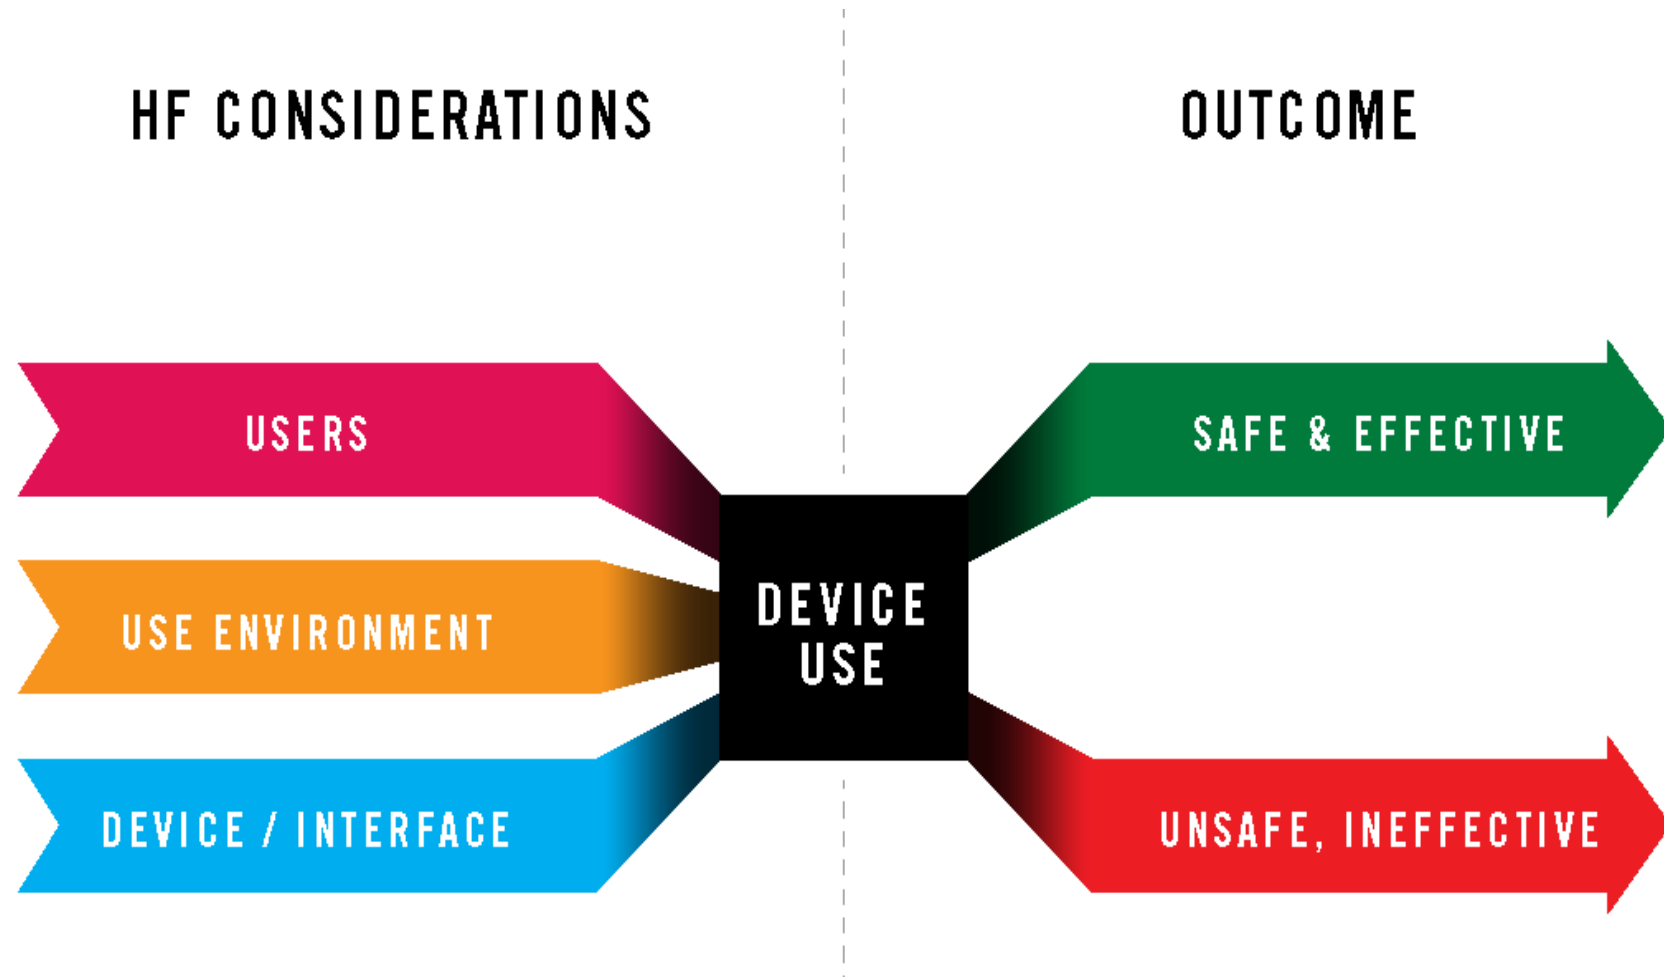 HF CONSIDERATIONS
OUTCOME
USERS
USE ENVIRONMENT
DEVICE / INTERFACE
DEVICE
USE
SAFE & EFFECTIVE
UNSAFE, INEFFECTIVE